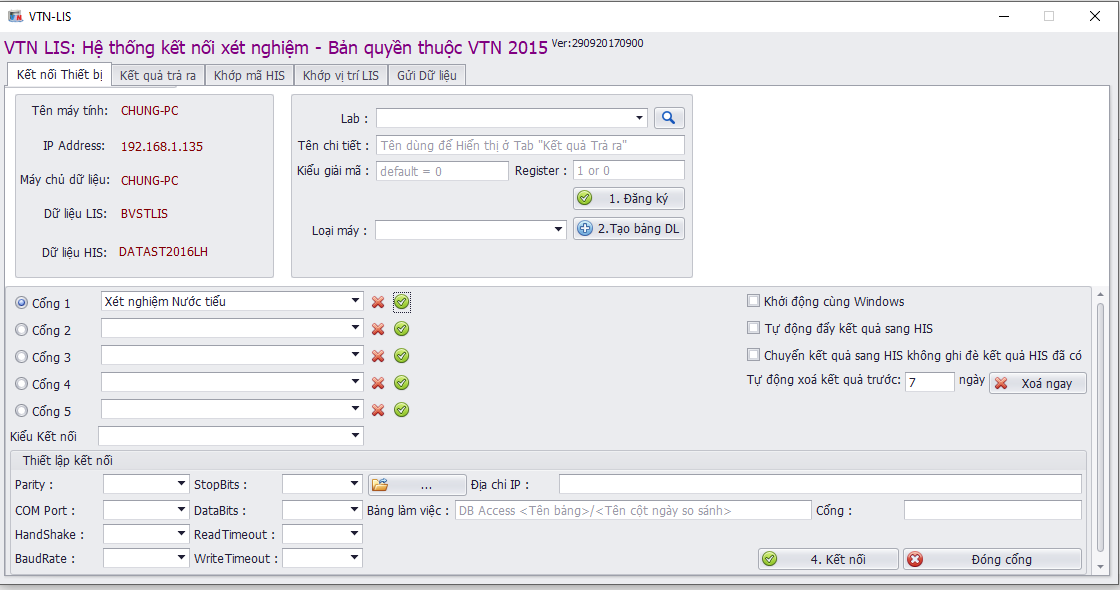 VTN-LIS
VTN LIS: Hệ thống kết nối xét nghiệm - Bản quyền thuộc VTN 2015 Ver:290920170900
Kết nối Thiết bị Kết quả trả ra Khớp mã HIS Khớp vị trí LIS Gửi Dữ liệu
Tên máy tính: CHUNG-PC
IP Address: 192.168.1.135
Máy chủ dữ liệu: CHUNG-PC
Dữ liệu LIS: BVSTLIS
Dữ liệu HIS: DATAST2016LH
Lab :
Tên chi tiết : Tên dùng để Hiển thị ở Tab "Kết quả Trả ra"
Kiểu giải mã : default = 0 Register : 1 or 0
1. Đăng ký
Loại máy : 2.Tạo bảng DL
Cổng 1 Xét nghiệm Nước tiểu
Cổng 2
Cổng 3
Cổng 4
Cổng 5
Kiểu Kết nối
Khởi động cùng Windows
Tự động đẩy kết quả sang HIS
Chuyển kết quả sang HIS không ghi đè kết quả HIS đã có
Tự động xoá kết quả trước: 7 ngày Xoá ngay
Thiết lập kết nối
Parity : StopBits : ... Địa chỉ IP :
COM Port : DataBits : Bảng làm việc : DB Access <Tên bảng>/<Tên cột ngày so sánh> Cổng :
HandShake : ReadTimeout :
BaudRate : WriteTimeout : 4. Kết nối Đóng cổng